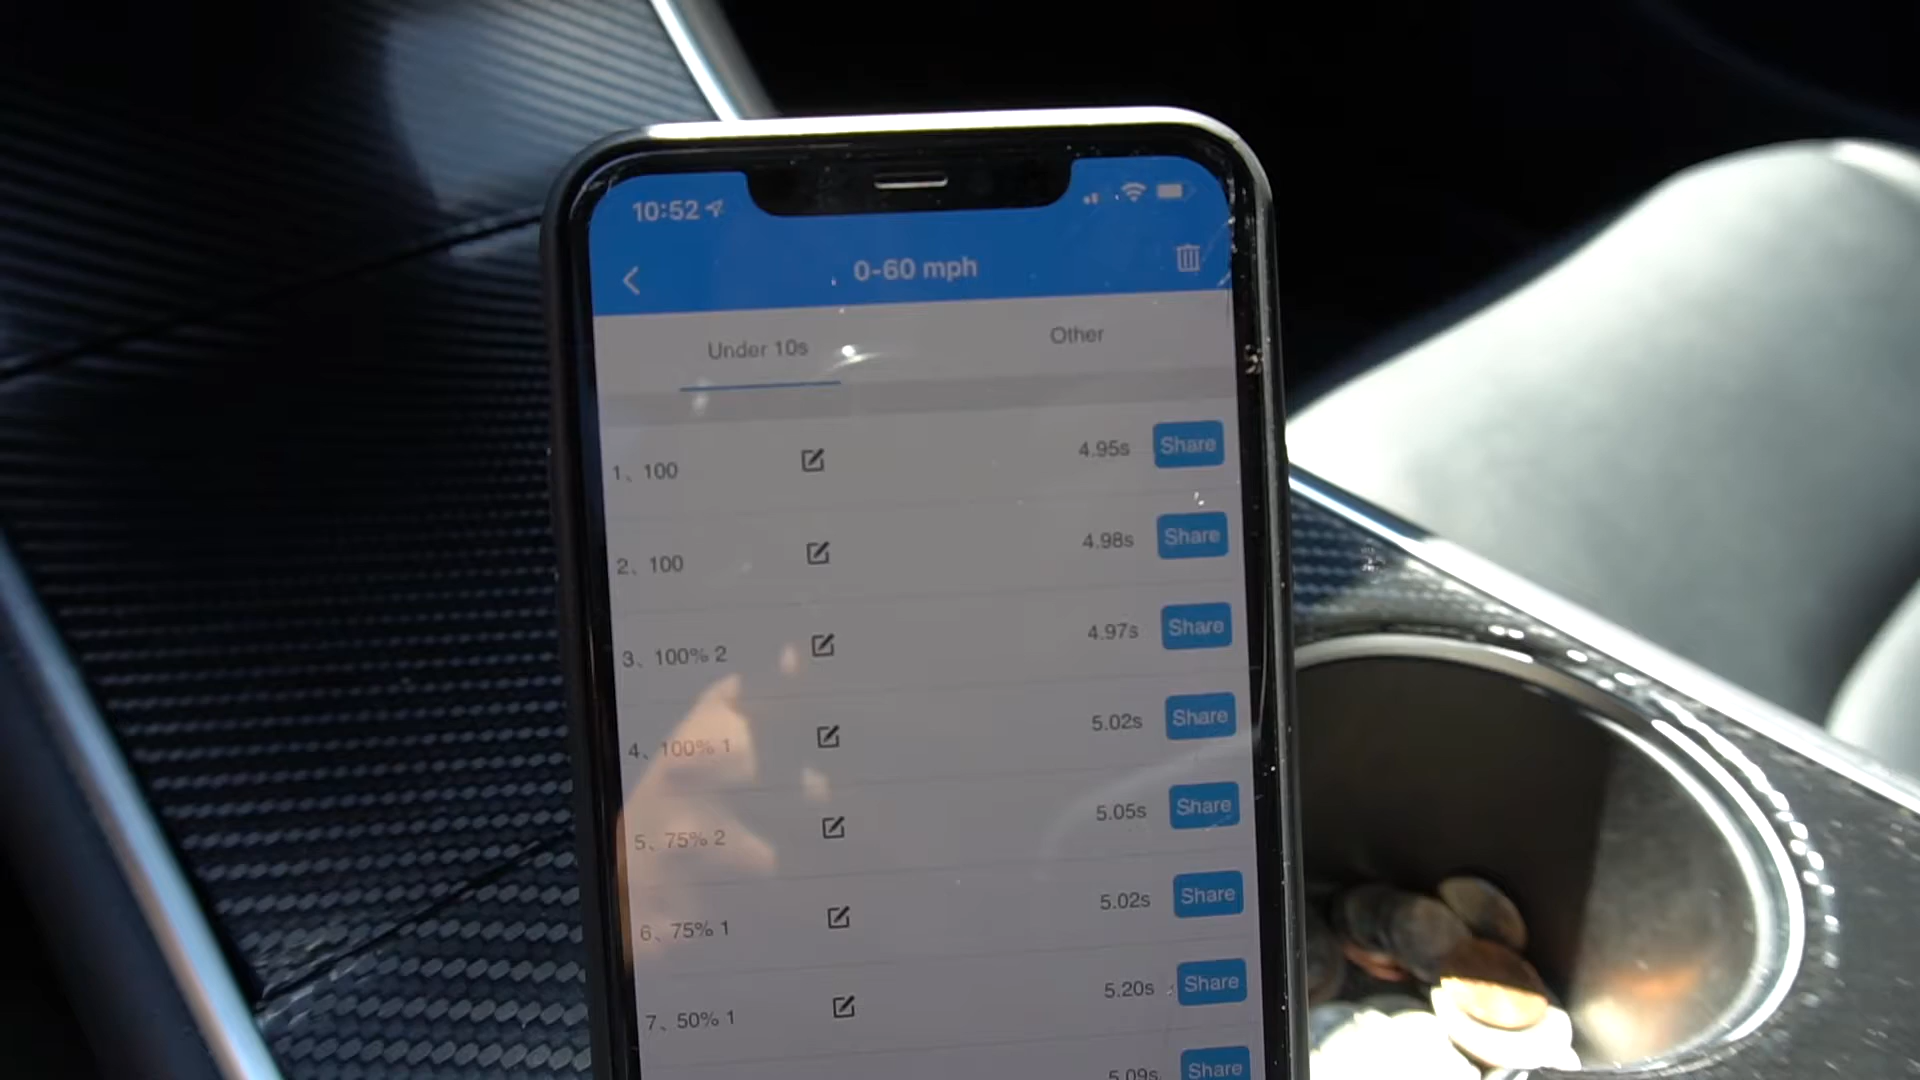 10:52
0-60 mph
Under 10s Other
1、100 4.95s Share
2、100 4.98s Share
3、100% 2 4.97s Share
4、100% 1 5.02s Share
5、75% 2 5.05s Share
6、75% 1 5.02s Share
7、50% 1 5.20s Share
5.09s Share